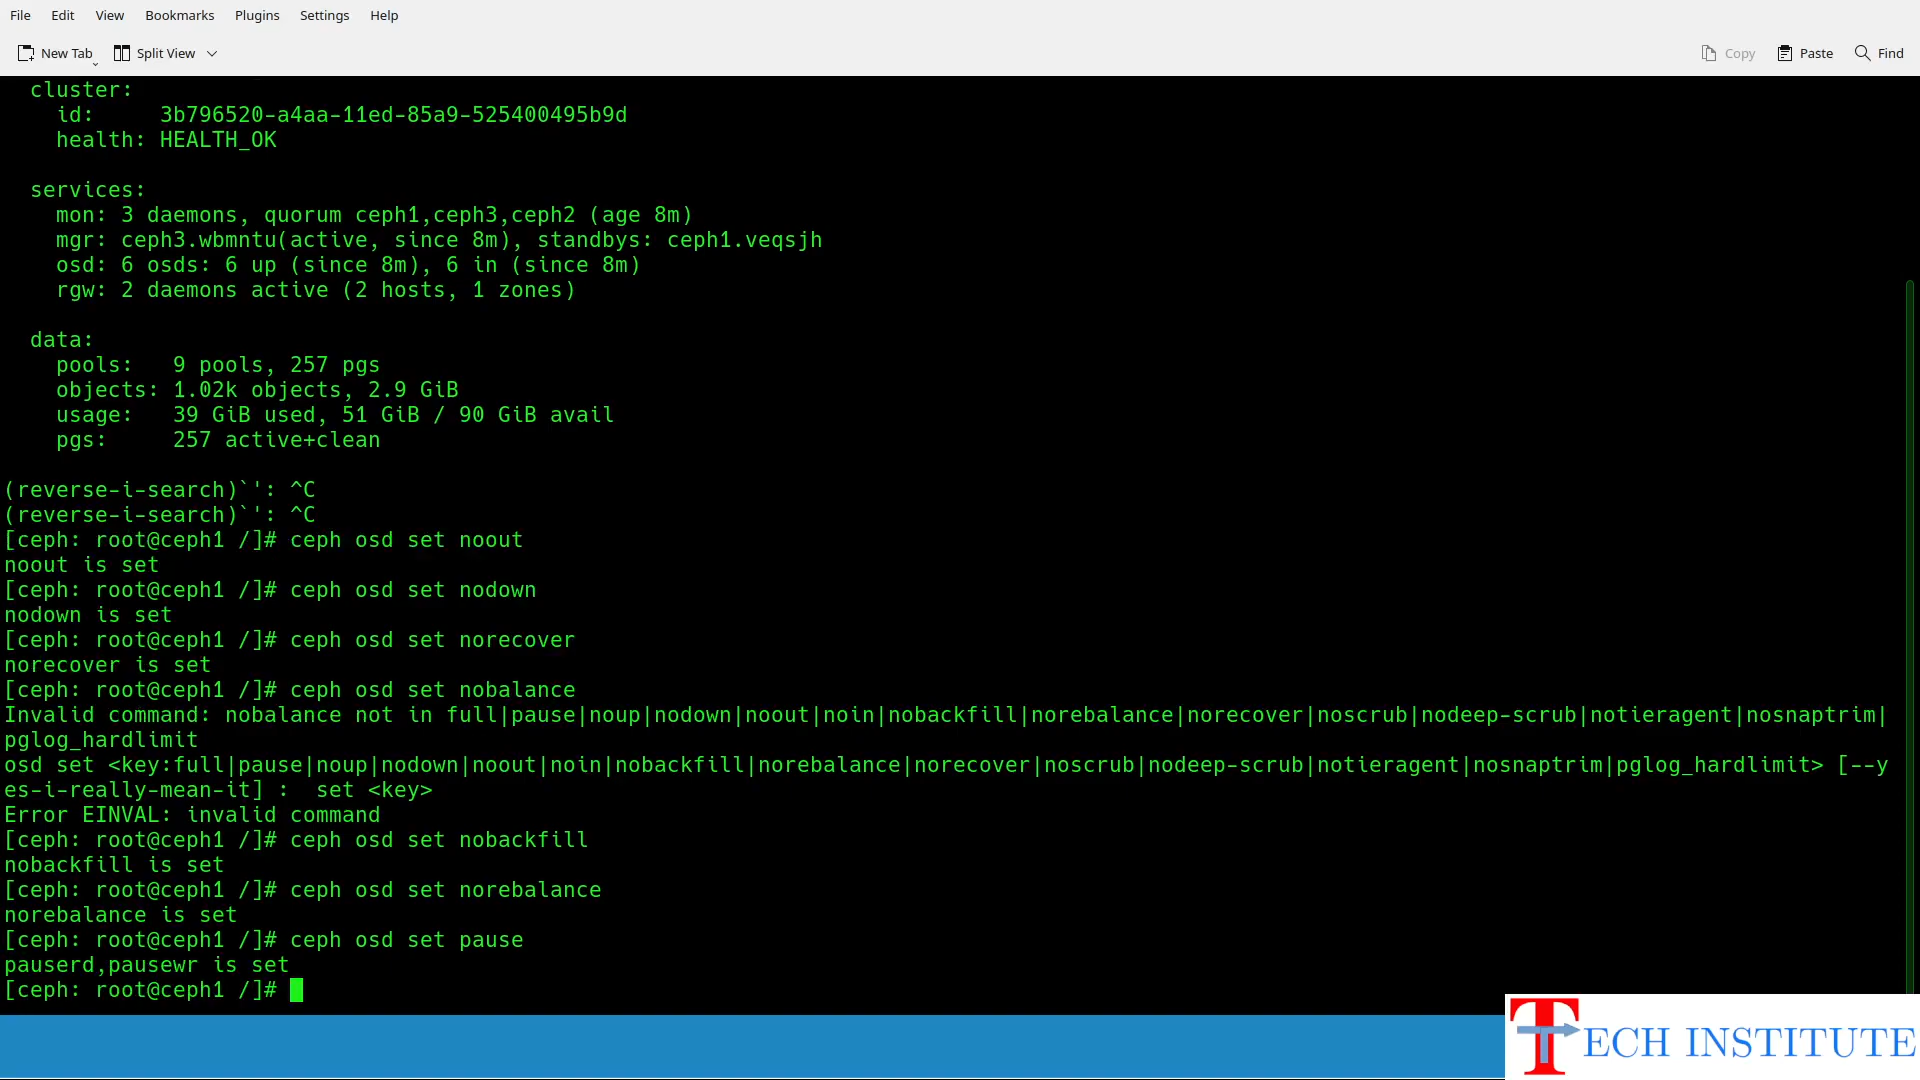 File Edit View Bookmarks Plugins Settings Help
New Tab Split View Copy Paste Find
cluster:
id: 3b796520-a4aa-11ed-85a9-525400495b9d
health: HEALTH_OK
services:
mon: 3 daemons, quorum ceph1,ceph3,ceph2 (age 8m)
mgr: ceph3.wbmntu(active, since 8m), standbys: ceph1.veqsjh
osd: 6 osds: 6 up (since 8m), 6 in (since 8m)
rgw: 2 daemons active (2 hosts, 1 zones)
data:
pools: 9 pools, 257 pgs
objects: 1.02k objects, 2.9 GiB
usage: 39 GiB used, 51 GiB / 90 GiB avail
pgs: 257 active+clean
(reverse-i-search)`': ^C
(reverse-i-search)`': ^C
[ceph: root@ceph1 /]# ceph osd set noout
noout is set
[ceph: root@ceph1 /]# ceph osd set nodown
nodown is set
[ceph: root@ceph1 /]# ceph osd set norecover
norecover is set
[ceph: root@ceph1 /]# ceph osd set nobalance
Invalid command: nobalance not in full|pause|noup|nodown|noout|noin|nobackfill|norebalance|norecover|noscrub|nodeep-scrub|notieragent|nosnaptrim|
pglog_hardlimit
osd set <key:full|pause|noup|nodown|noout|noin|nobackfill|norebalance|norecover|noscrub|nodeep-scrub|notieragent|nosnaptrim|pglog_hardlimit> [--y
es-i-really-mean-it] :  set <key>
Error EINVAL: invalid command
[ceph: root@ceph1 /]# ceph osd set nobackfill
nobackfill is set
[ceph: root@ceph1 /]# ceph osd set norebalance
norebalance is set
[ceph: root@ceph1 /]# ceph osd set pause
pauserd,pausewr is set
[ceph: root@ceph1 /]#
TECH INSTITUTE